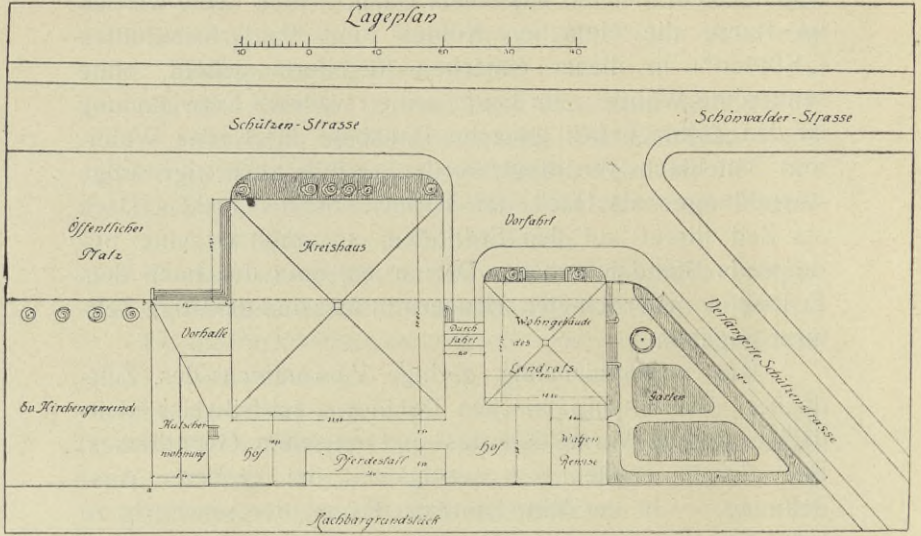 Lageplan
10 0 10 20 30 40
Schützen-Strasse
Schönwalder-Strasse
Öffentlicher
Platz
Kreishaus
Vorfahrt
Vorhalle
Durch
fahrt
Wohngebäude
des
Landrats
Verlängerte Schützenstrasse
Garten
Ev. Kirchengemeinde
Kutscher
wohnung
Hof
Pferdestall
Hof
Wagen
Remise
Nachbargrundstück